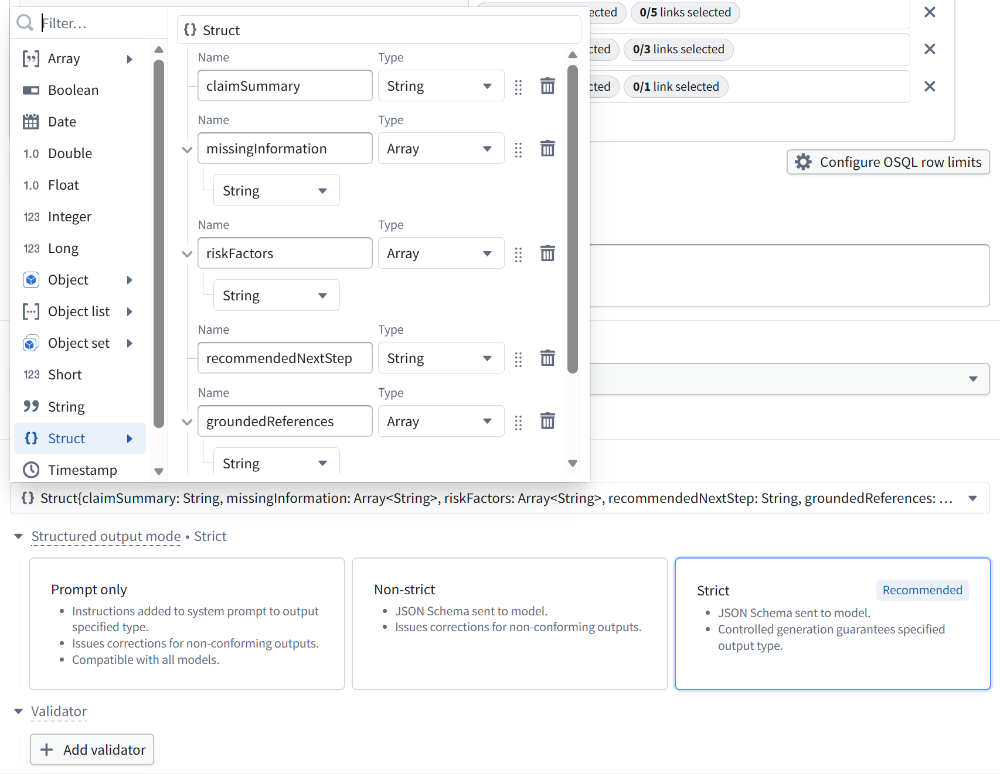 Filter...
Array
Boolean
Date
1.0 Double
1.0 Float
123 Integer
123 Long
Object
Object list
Object set
123 Short
String
{} Struct
Timestamp
{} Struct
Name Type
claimSummary String
Name Type
missingInformation Array
String
Name Type
riskFactors Array
String
Name Type
recommendedNextStep String
Name Type
groundedReferences Array
String
0/5 links selected
0/3 links selected
0/1 link selected
Configure OSQL row limits
{} Struct{claimSummary: String, missingInformation: Array<String>, riskFactors: Array<String>, recommendedNextStep: String, groundedReferences: ...
Structured output mode • Strict
Prompt only
• Instructions added to system prompt to output
specified type.
• Issues corrections for non-conforming outputs.
• Compatible with all models.
Non-strict
• JSON Schema sent to model.
• Issues corrections for non-conforming outputs.
Strict Recommended
• JSON Schema sent to model.
• Controlled generation guarantees specified
output type.
Validator
+ Add validator